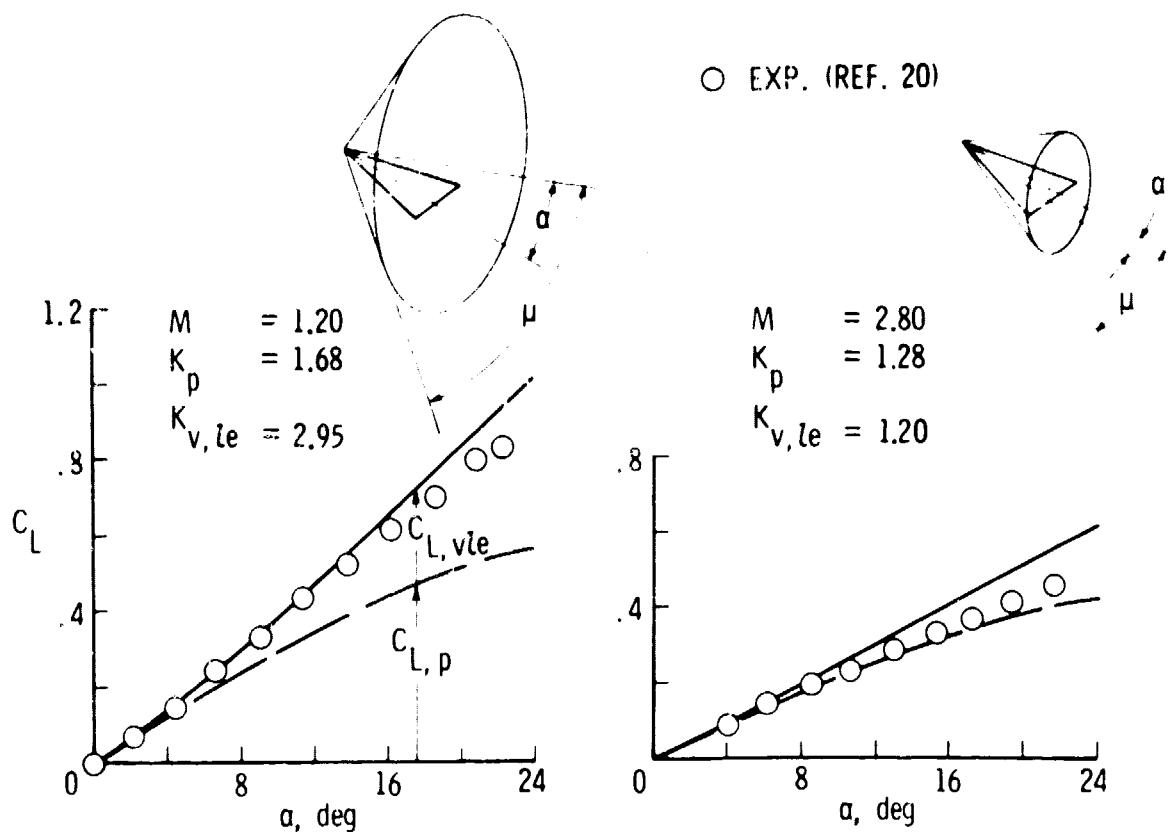 ○ EXP. (REF. 20)
α
μ
M = 1.20
K_p = 1.68
K_v,le = 2.95
1.2
.8
.4
0
C_L
C_L,vle
C_L,p
8
16
24
α, deg
α
μ
M = 2.80
K_p = 1.28
K_v,le = 1.20
.8
.4
0
8
16
24
α, deg